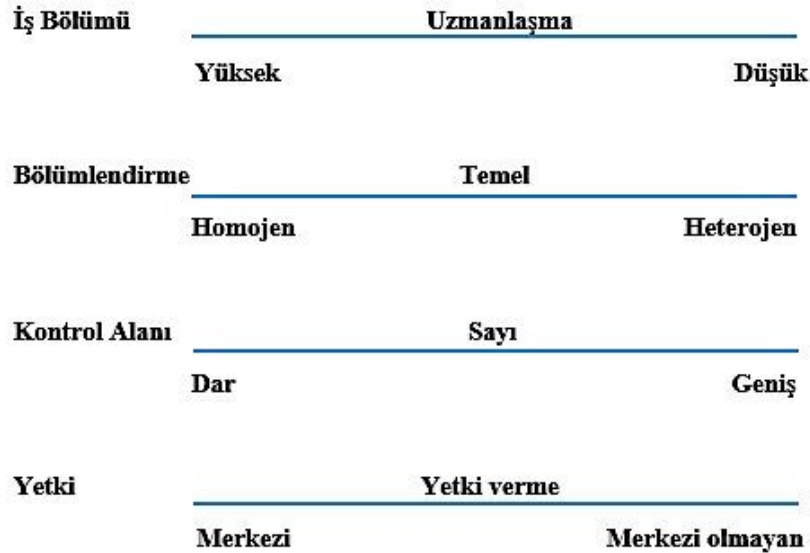 İş Bölümü Uzmanlaşma
Yüksek Düşük
Bölümlendirme Temel
Homojen Heterojen
Kontrol Alanı Sayı
Dar Geniş
Yetki Yetki verme
Merkezi Merkezi olmayan